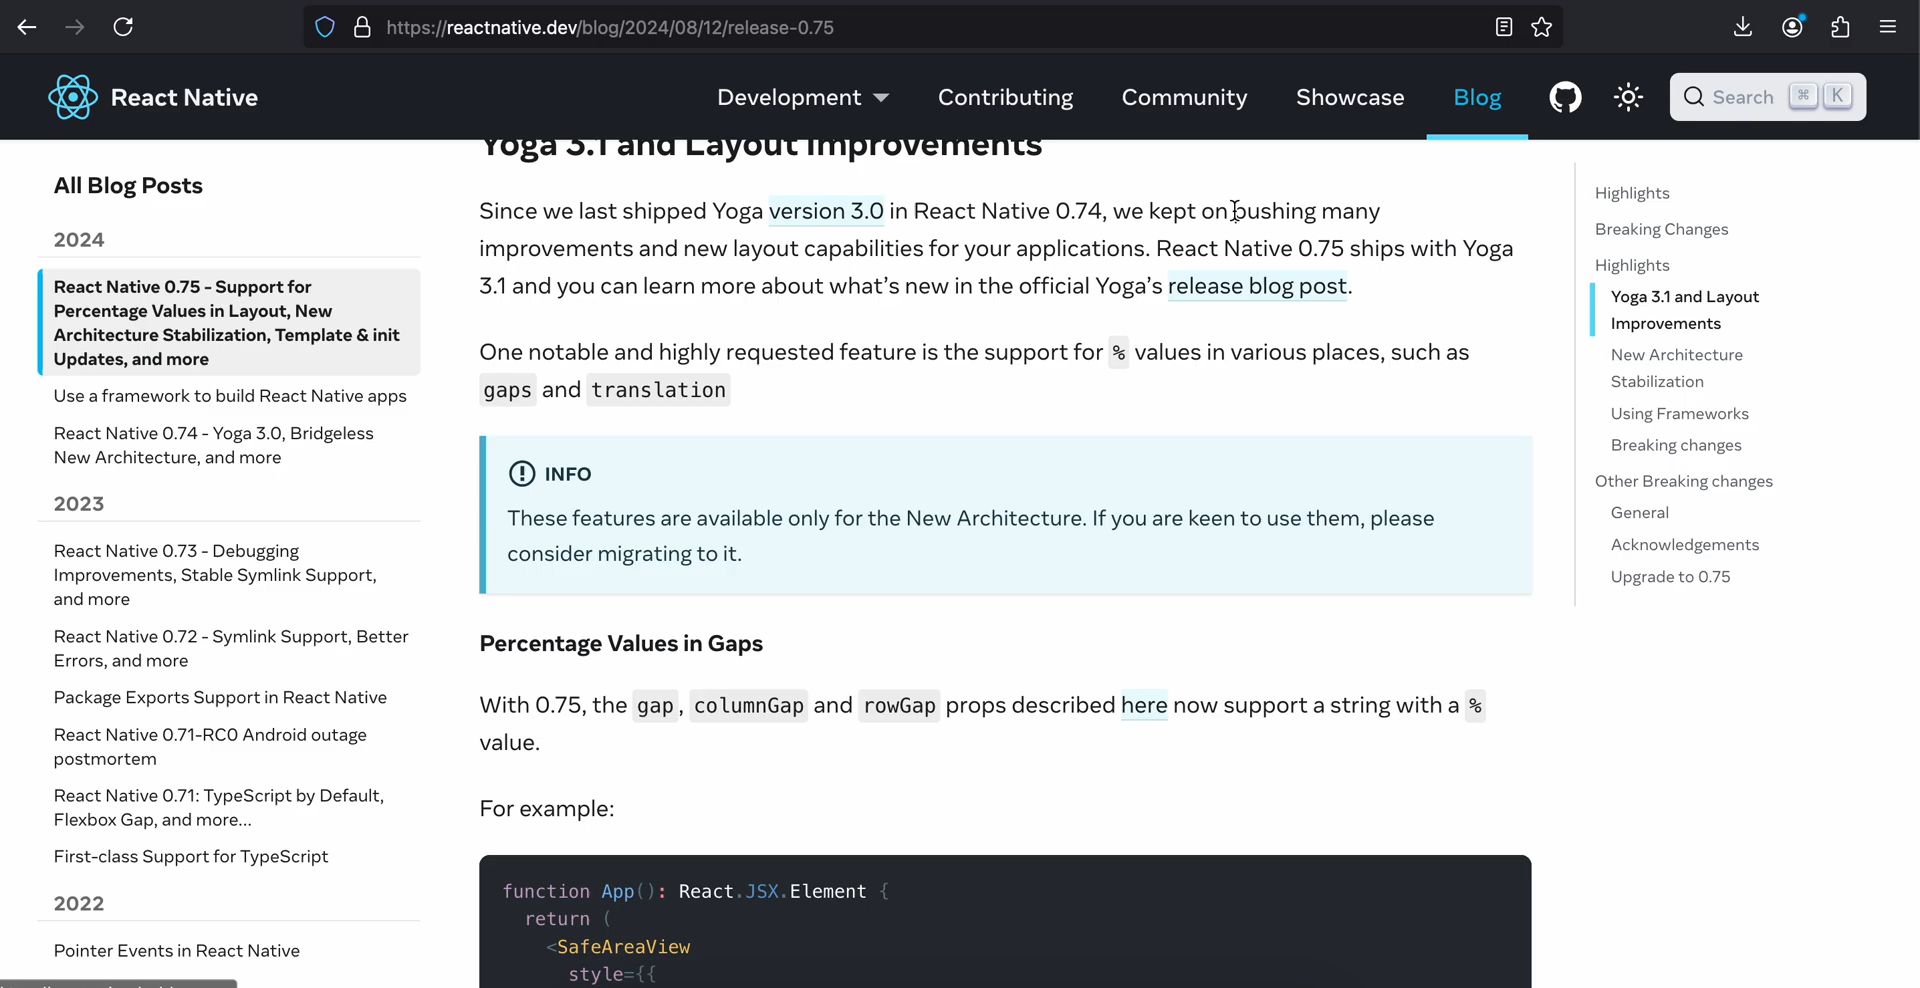 https://reactnative.dev/blog/2024/08/12/release-0.75
React Native
Development
Contributing
Community
Showcase
Blog
Search
⌘ K
All Blog Posts
2024
React Native 0.75 - Support for
Percentage Values in Layout, New
Architecture Stabilization, Template & init
Updates, and more
Use a framework to build React Native apps
React Native 0.74 - Yoga 3.0, Bridgeless
New Architecture, and more
2023
React Native 0.73 - Debugging
Improvements, Stable Symlink Support,
and more
React Native 0.72 - Symlink Support, Better
Errors, and more
Package Exports Support in React Native
React Native 0.71-RC0 Android outage
postmortem
React Native 0.71: TypeScript by Default,
Flexbox Gap, and more...
First-class Support for TypeScript
2022
Pointer Events in React Native
Yoga 3.1 and Layout Improvements
Since we last shipped Yoga version 3.0 in React Native 0.74, we kept on pushing many
improvements and new layout capabilities for your applications. React Native 0.75 ships with Yoga
3.1 and you can learn more about what’s new in the official Yoga’s release blog post.
One notable and highly requested feature is the support for % values in various places, such as
gaps and translation
INFO
These features are available only for the New Architecture. If you are keen to use them, please
consider migrating to it.
Percentage Values in Gaps
With 0.75, the gap, columnGap and rowGap props described here now support a string with a %
value.
For example:
function App(): React.JSX.Element {
return (
<SafeAreaView
style={{
Highlights
Breaking Changes
Highlights
Yoga 3.1 and Layout
Improvements
New Architecture
Stabilization
Using Frameworks
Breaking changes
Other Breaking changes
General
Acknowledgements
Upgrade to 0.75